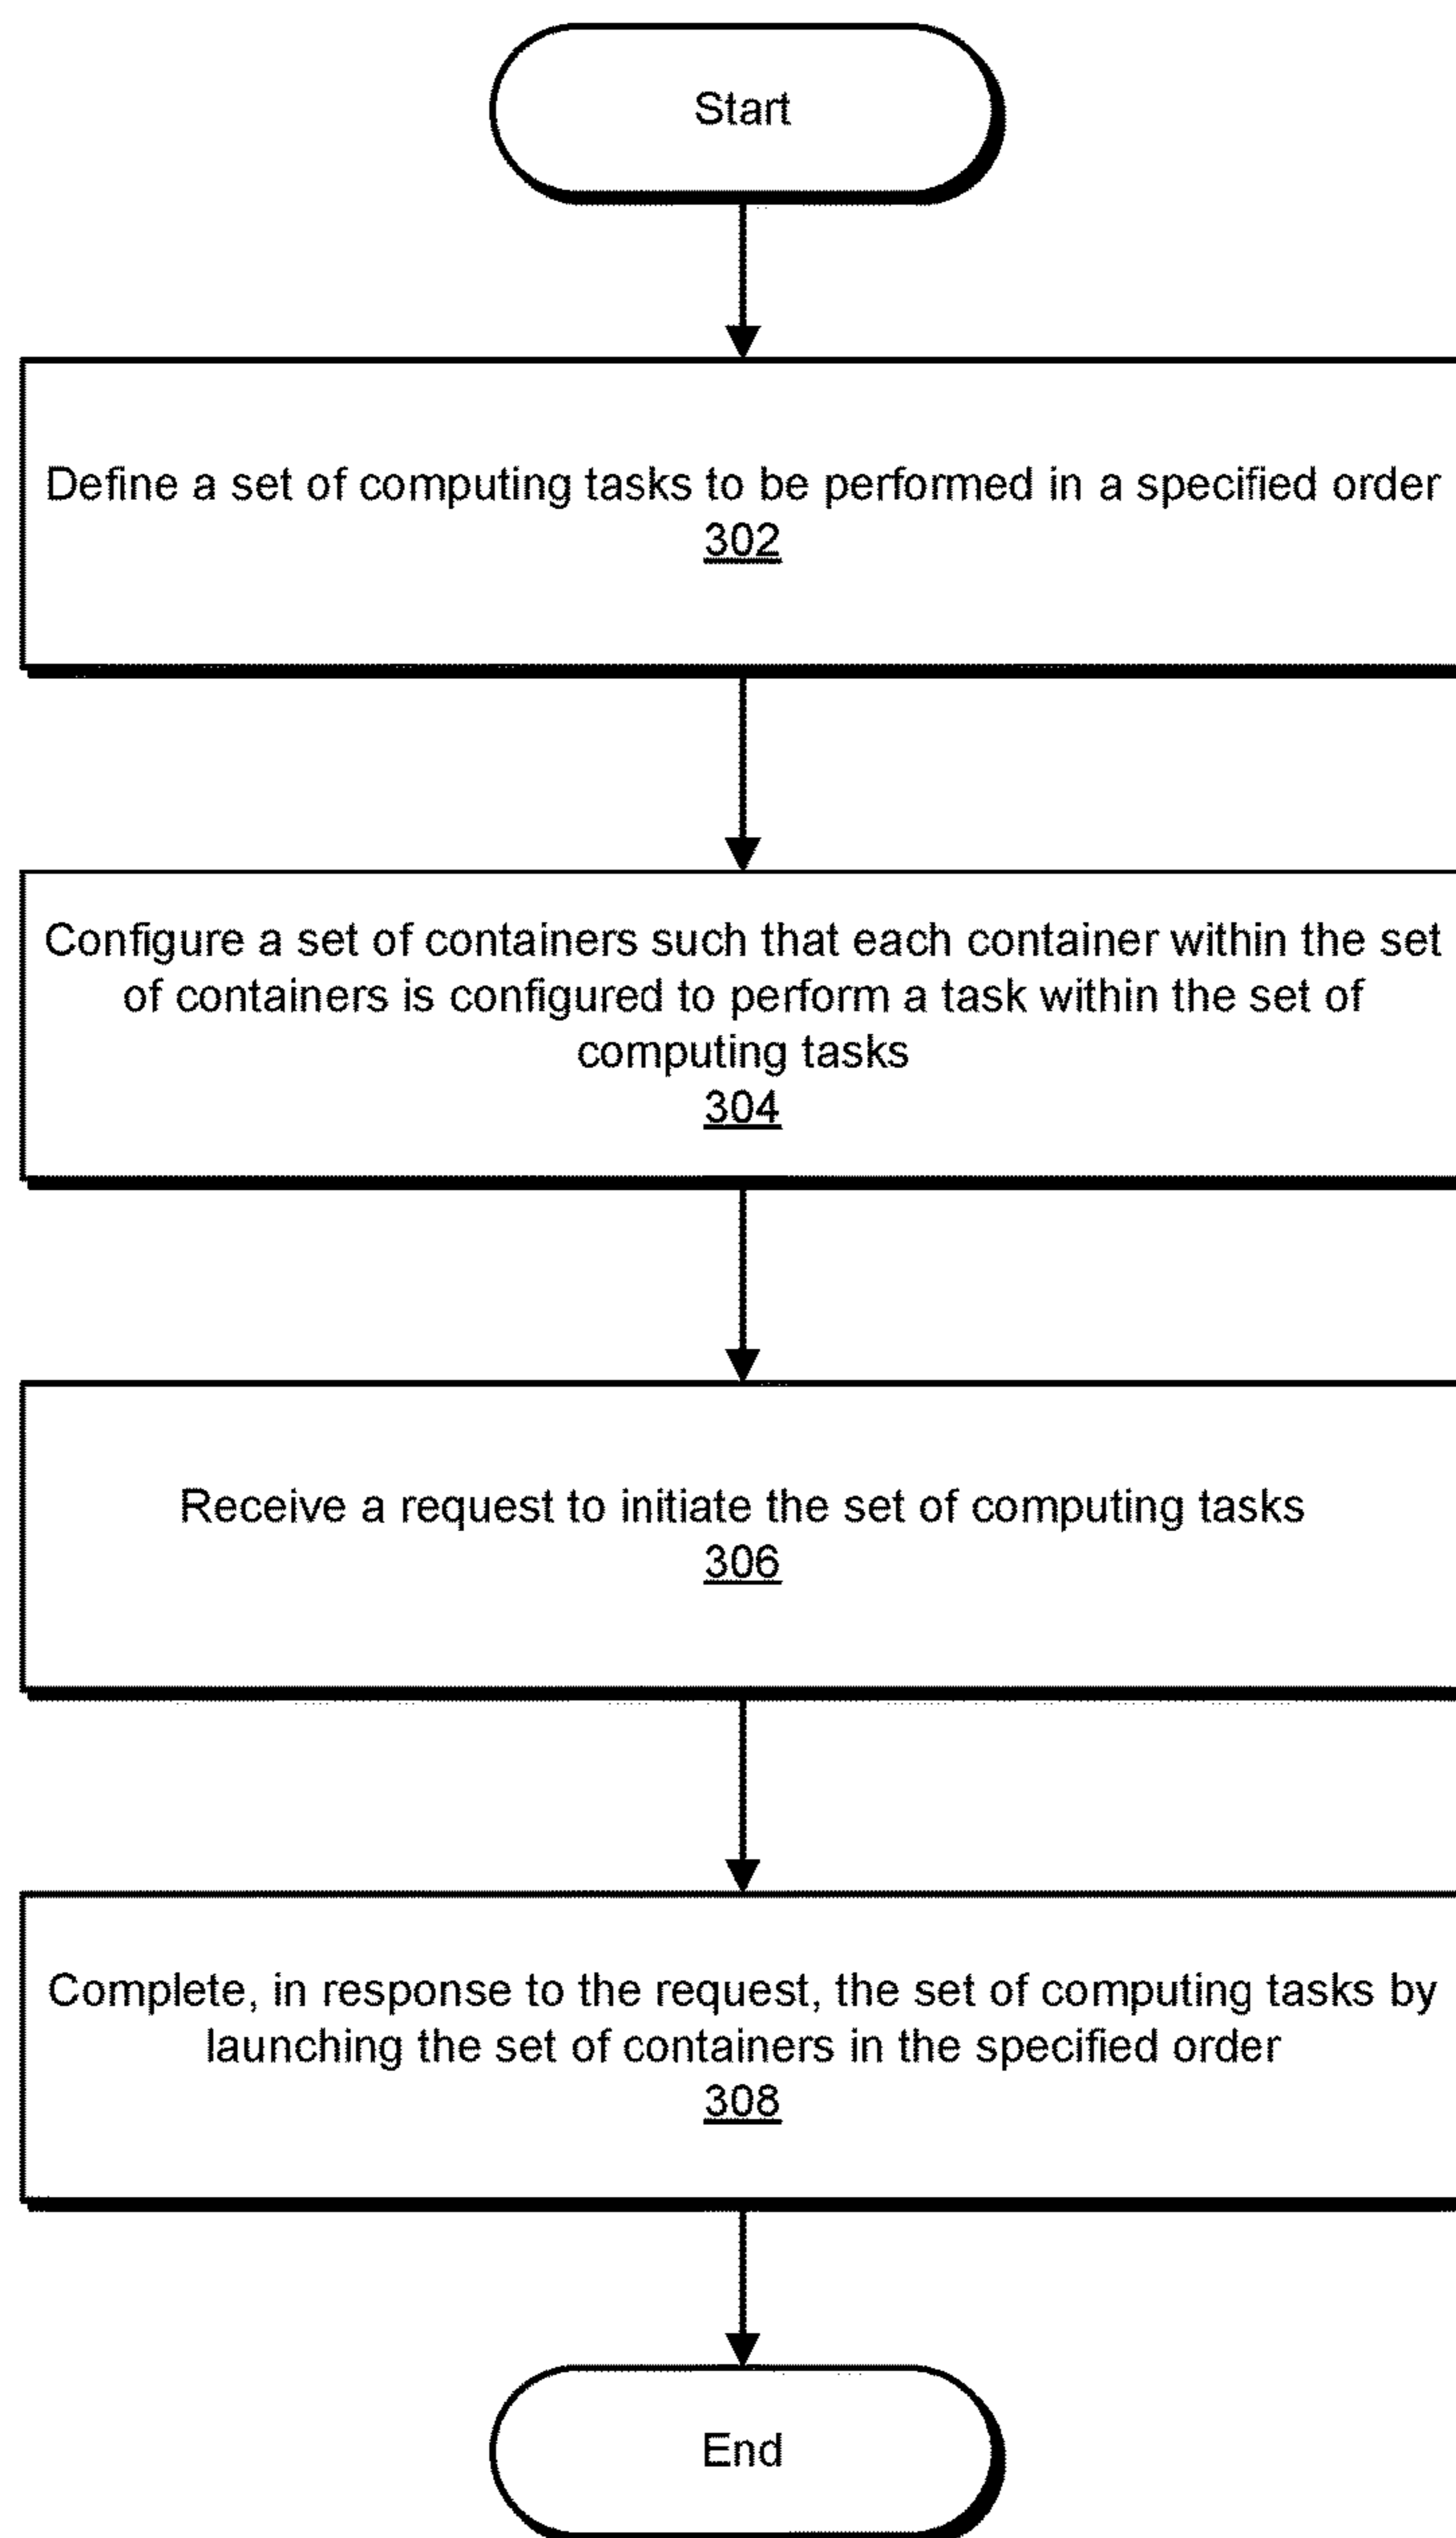 Start
Define a set of computing tasks to be performed in a specified order
302
Configure a set of containers such that each container within the set
of containers is configured to perform a task within the set of
computing tasks
304
Receive a request to initiate the set of computing tasks
306
Complete, in response to the request, the set of computing tasks by
launching the set of containers in the specified order
308
End